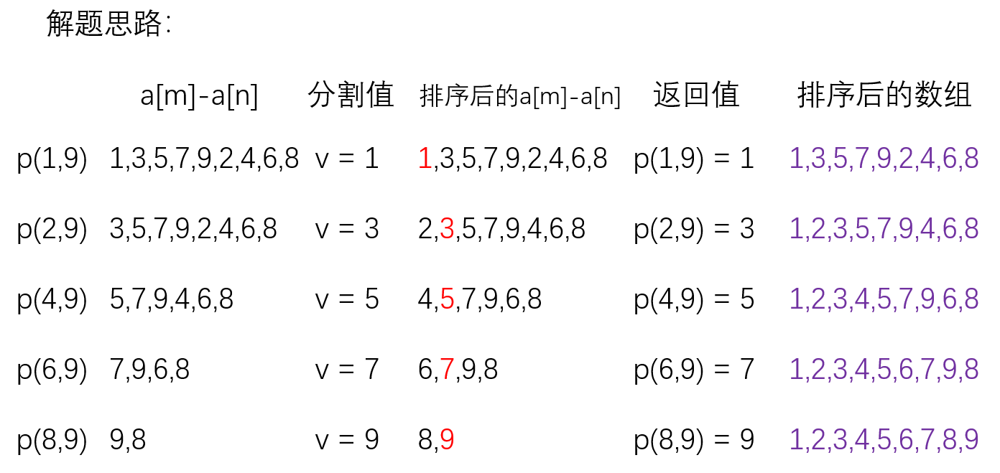 解题思路：
a[m]-a[n] 分割值 排序后的a[m]-a[n] 返回值 排序后的数组
p(1,9) 1,3,5,7,9,2,4,6,8 v = 1 1,3,5,7,9,2,4,6,8 p(1,9) = 1 1,3,5,7,9,2,4,6,8
p(2,9) 3,5,7,9,2,4,6,8 v = 3 2,3,5,7,9,4,6,8 p(2,9) = 3 1,2,3,5,7,9,4,6,8
p(4,9) 5,7,9,4,6,8 v = 5 4,5,7,9,6,8 p(4,9) = 5 1,2,3,4,5,7,9,6,8
p(6,9) 7,9,6,8 v = 7 6,7,9,8 p(6,9) = 7 1,2,3,4,5,6,7,9,8
p(8,9) 9,8 v = 9 8,9 p(8,9) = 9 1,2,3,4,5,6,7,8,9